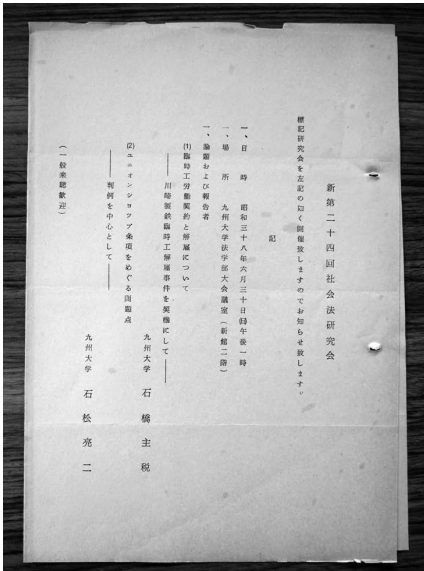 新第二十四回社会法研究会
標記研究会を左記の如く開催致しますのでお知らせ致します。
記
一、日時 昭和三十八年六月三十日(日)午後一時
一、場所 九州大学法学部大会議室(新館二階)
一、論題および報告者
(1) 臨時工労働契約と解雇について
――川崎製鉄臨時工解雇事件を契機にして――
九州大学 石橋主税
(2) ユニオンショップ条項をめぐる問題点
――判例を中心として――
九州大学 石松亮二
(一般来聴歓迎)